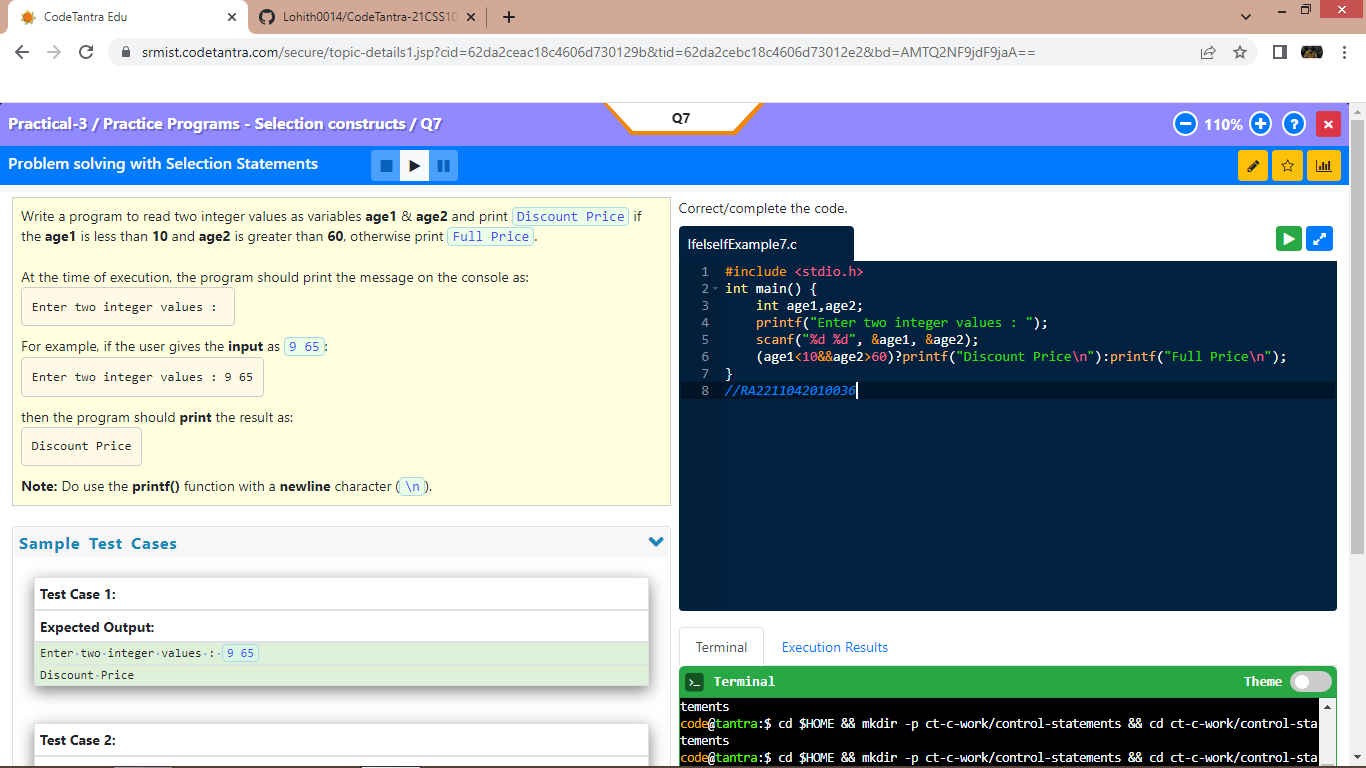 CodeTantra Edu
Lohith0014/CodeTantra-21CSS10
srmist.codetantra.com/secure/topic-details1.jsp?cid=62da2ceac18c4606d730129b&tid=62da2cebc18c4606d73012e2&bd=AMTQ2NF9jdF9jaA==
Practical-3 / Practice Programs - Selection constructs / Q7
Q7
110%
?
Problem solving with Selection Statements
Write a program to read two integer values as variables age1 & age2 and print Discount Price if
the age1 is less than 10 and age2 is greater than 60, otherwise print Full Price.
At the time of execution, the program should print the message on the console as:
Enter two integer values :
For example, if the user gives the input as 9 65:
Enter two integer values : 9 65
then the program should print the result as:
Discount Price
Note: Do use the printf() function with a newline character (\n).
Sample Test Cases
Test Case 1:
Expected Output:
Enter·two·integer·values·:· 9 65
Discount·Price
Test Case 2:
Correct/complete the code.
IfelseIfExample7.c
1 #include <stdio.h>
2 int main() {
3 int age1,age2;
4 printf("Enter two integer values : ");
5 scanf("%d %d", &age1, &age2);
6 (age1<10&&age2>60)?printf("Discount Price\n"):printf("Full Price\n");
7 }
8 //RA2211042010036
Terminal
Execution Results
Terminal
Theme
tements
code@tantra:$ cd $HOME && mkdir -p ct-c-work/control-statements && cd ct-c-work/control-sta
tements
code@tantra:$ cd $HOME && mkdir -p ct-c-work/control-statements && cd ct-c-work/control-sta